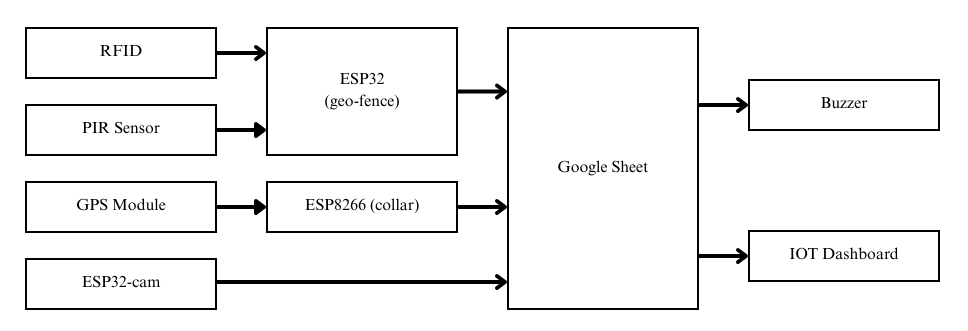 RFID
ESP32
(geo-fence)
PIR Sensor
GPS Module
ESP8266 (collar)
ESP32-cam
Google Sheet
Buzzer
IOT Dashboard